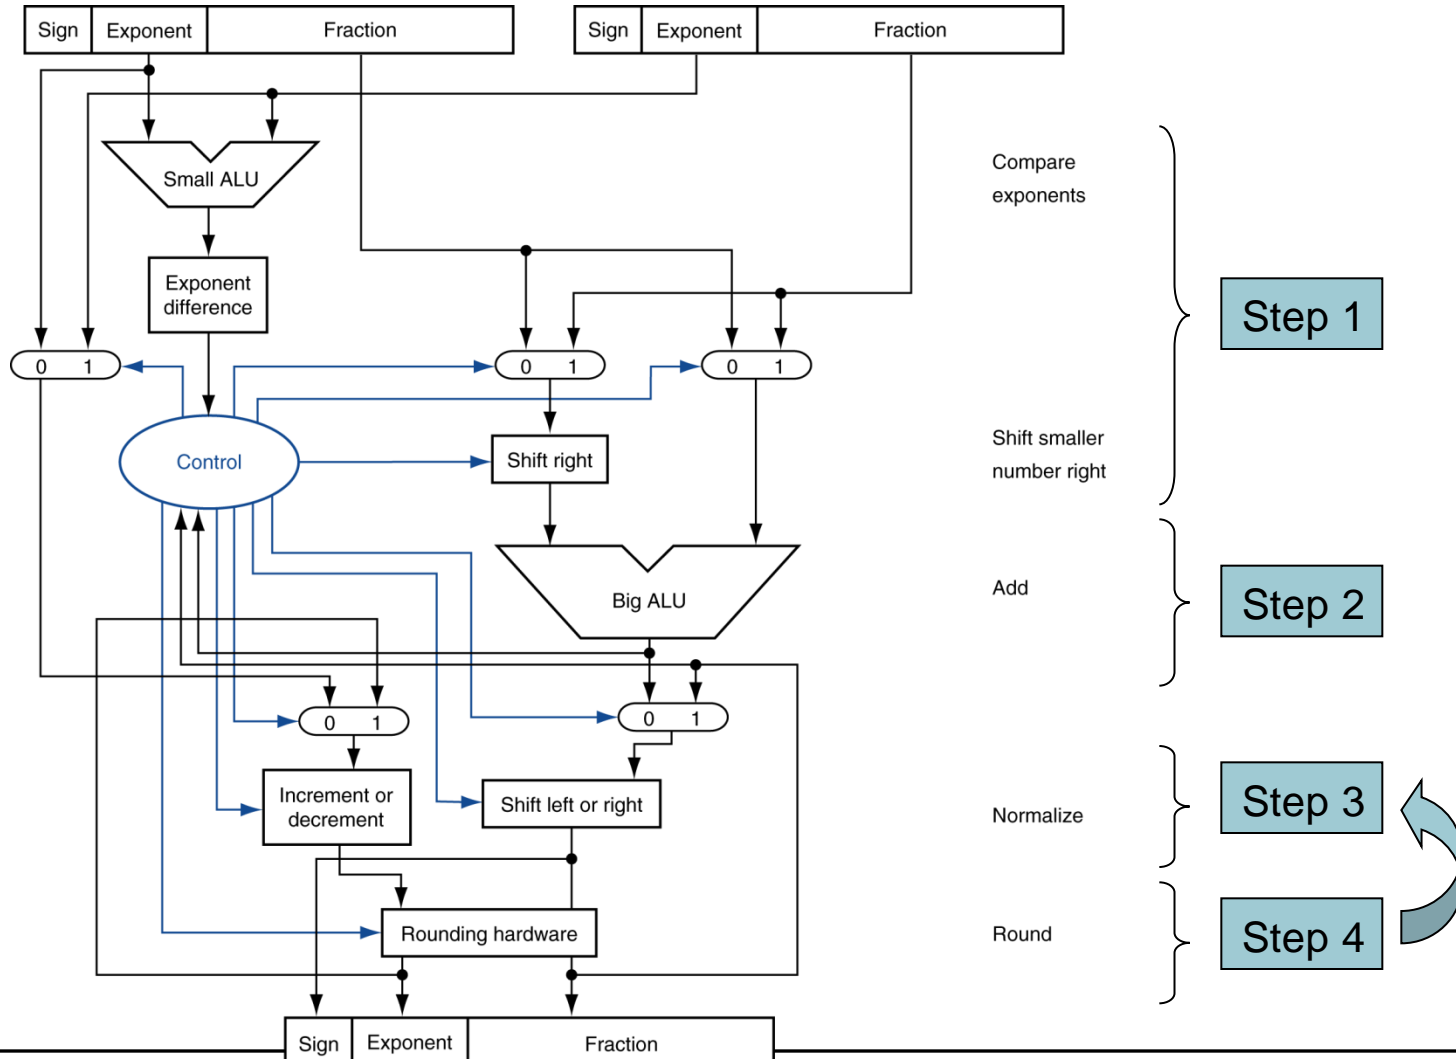 Sign Exponent Fraction Sign Exponent Fraction
Compare
exponents
Small ALU
Exponent
difference
Step 1
0 1 0 1 0 1
Control
Shift right
Shift smaller
number right
Add
Big ALU
Step 2
0 1 0 1
Increment or
decrement
Shift left or right
Normalize
Step 3
Rounding hardware
Round
Step 4
Sign Exponent Fraction